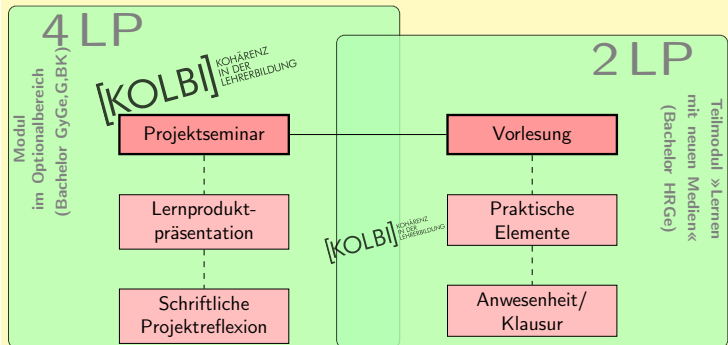 4 LP
Modul
im Optionalbereich
(Bachelor GyGe,G,BK)
[KOLBI]
KOHÄRENZ
IN DER
LEHRERBILDUNG
Projektseminar
Lernprodukt-
präsentation
Schriftliche
Projektreflexion
2 LP
Teilmodul »Lernen
mit neuen Medien«
(Bachelor HRGe)
Vorlesung
[KOLBI]
KOHÄRENZ
IN DER
LEHRERBILDUNG
Praktische
Elemente
Anwesenheit/
Klausur